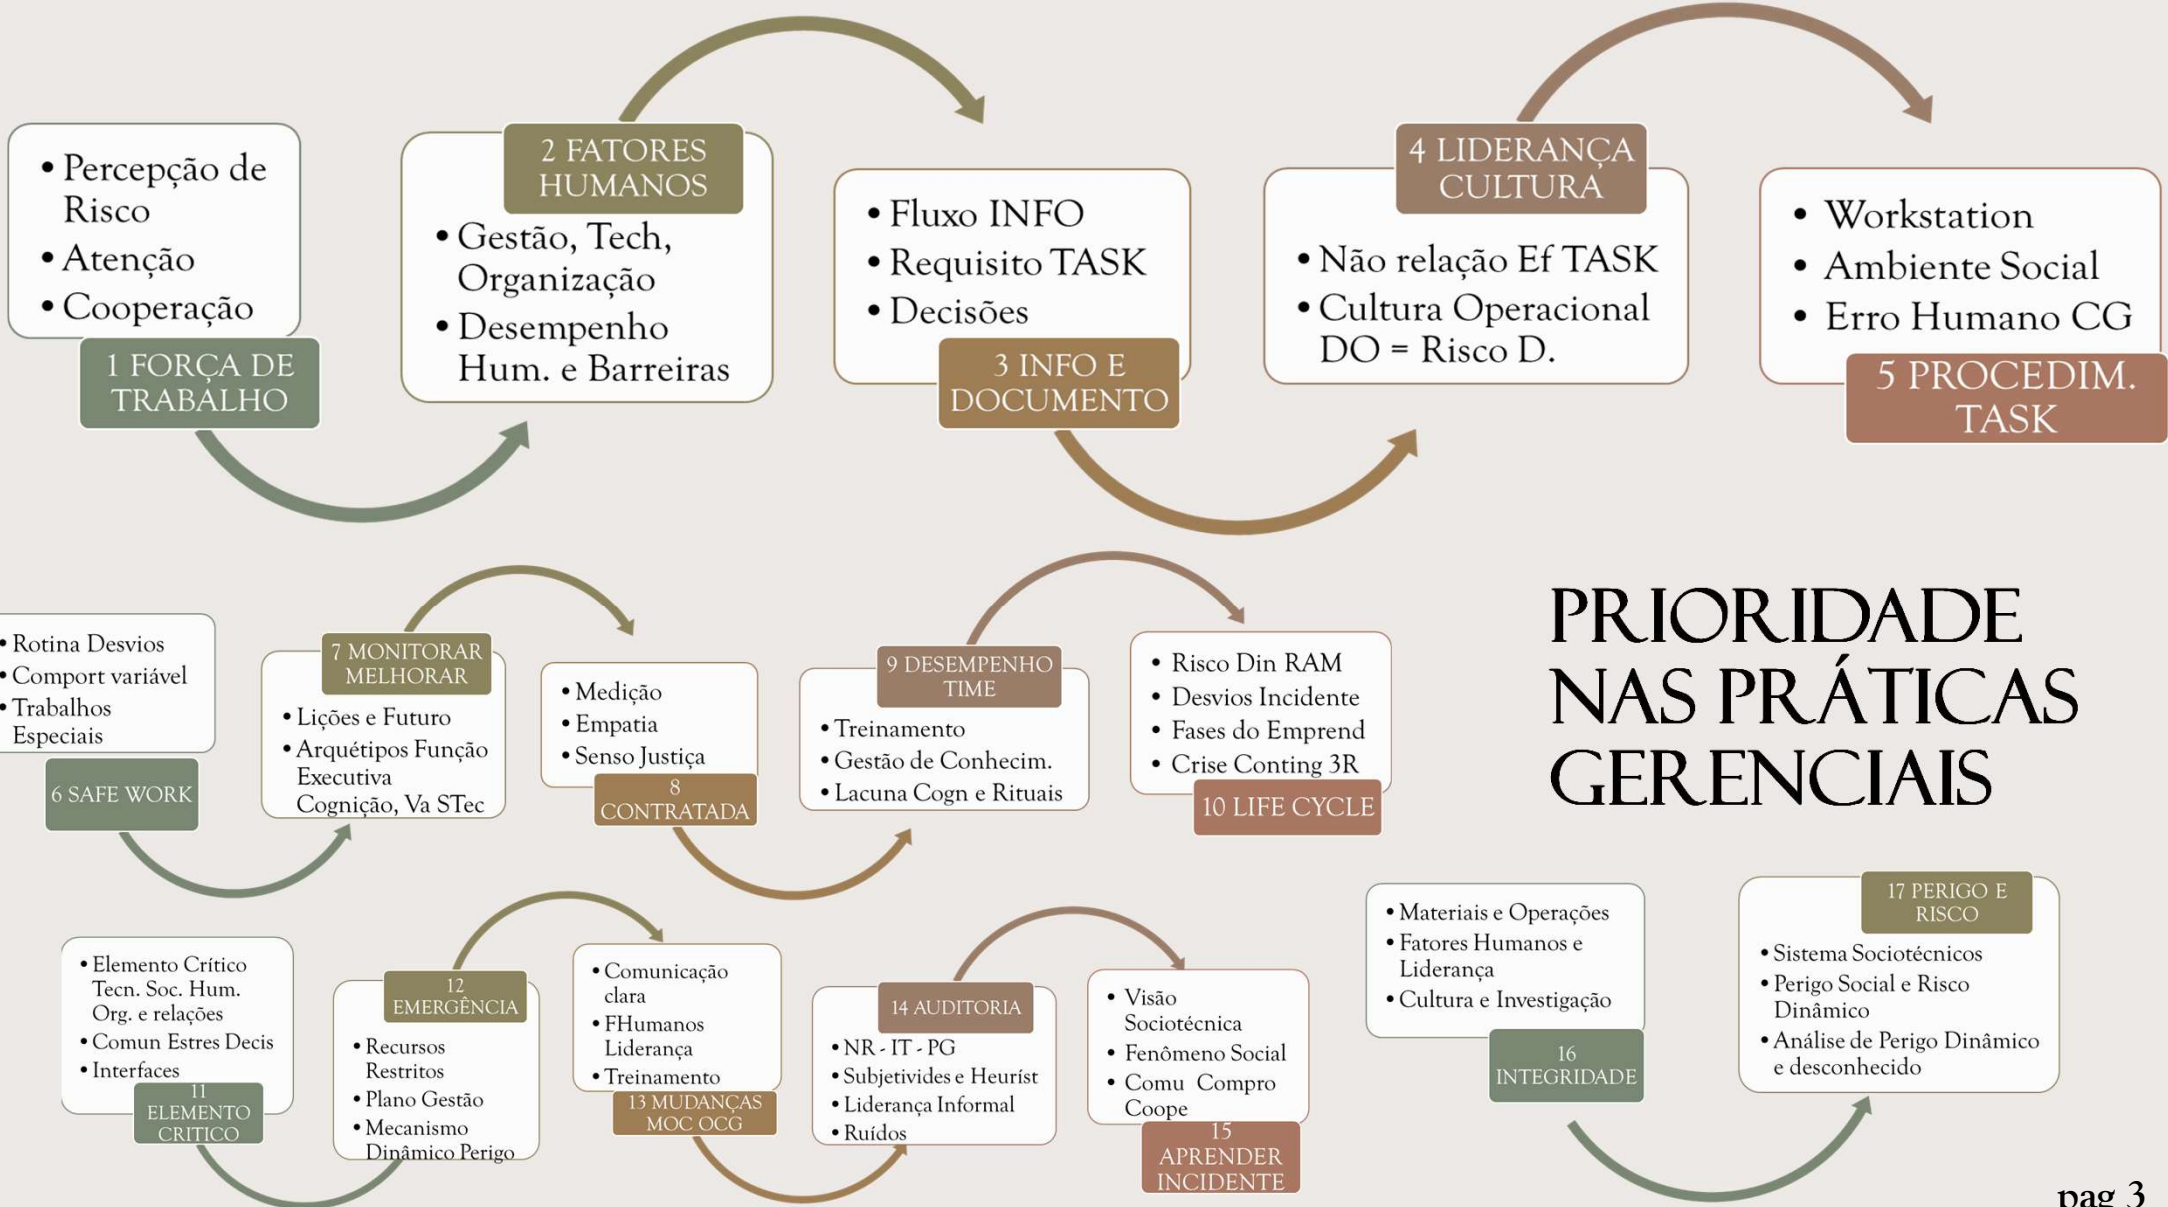 • Percepção de
Risco
• Atenção
• Cooperação
1 FORÇA DE
TRABALHO
2 FATORES
HUMANOS
• Gestão, Tech,
Organização
• Desempenho
Hum. e Barreiras
• Fluxo INFO
• Requisito TASK
• Decisões
3 INFO E
DOCUMENTO
4 LIDERANÇA
CULTURA
• Não relação Ef TASK
• Cultura Operacional
DO = Risco D.
• Workstation
• Ambiente Social
• Erro Humano CG
5 PROCEDIM.
TASK
PRIORIDADE
NAS PRÁTICAS
GERENCIAIS
• Rotina Desvios
• Comport variável
• Trabalhos
Especiais
6 SAFE WORK
7 MONITORAR
MELHORAR
• Lições e Futuro
• Arquétipos Função
Executiva
Cognição, Va STec
• Medição
• Empatia
• Senso Justiça
8
CONTRATADA
9 DESEMPENHO
TIME
• Treinamento
• Gestão de Conhecim.
• Lacuna Cogn e Rituais
• Risco Din RAM
• Desvios Incidente
• Fases do Emprend
• Crise Conting 3R
10 LIFE CYCLE
• Elemento Crítico
Tecn. Soc. Hum.
Org. e relações
• Comun Estres Decis
• Interfaces
11
ELEMENTO
CRITICO
12
EMERGÊNCIA
• Recursos
Restritos
• Plano Gestão
• Mecanismo
Dinâmico Perigo
• Comunicação
clara
• FHumanos
Liderança
• Treinamento
13 MUDANÇAS
MOC OCG
14 AUDITORIA
• NR - IT - PG
• Subjetivides e Heuríst
• Liderança Informal
• Ruídos
• Visão
Sociotécnica
• Fenômeno Social
• Comu Compro
Coope
15
APRENDER
INCIDENTE
• Materiais e Operações
• Fatores Humanos e
Liderança
• Cultura e Investigação
16
INTEGRIDADE
17 PERIGO E
RISCO
• Sistema Sociotécnicos
• Perigo Social e Risco
Dinâmico
• Análise de Perigo Dinâmico
e desconhecido
pag 3